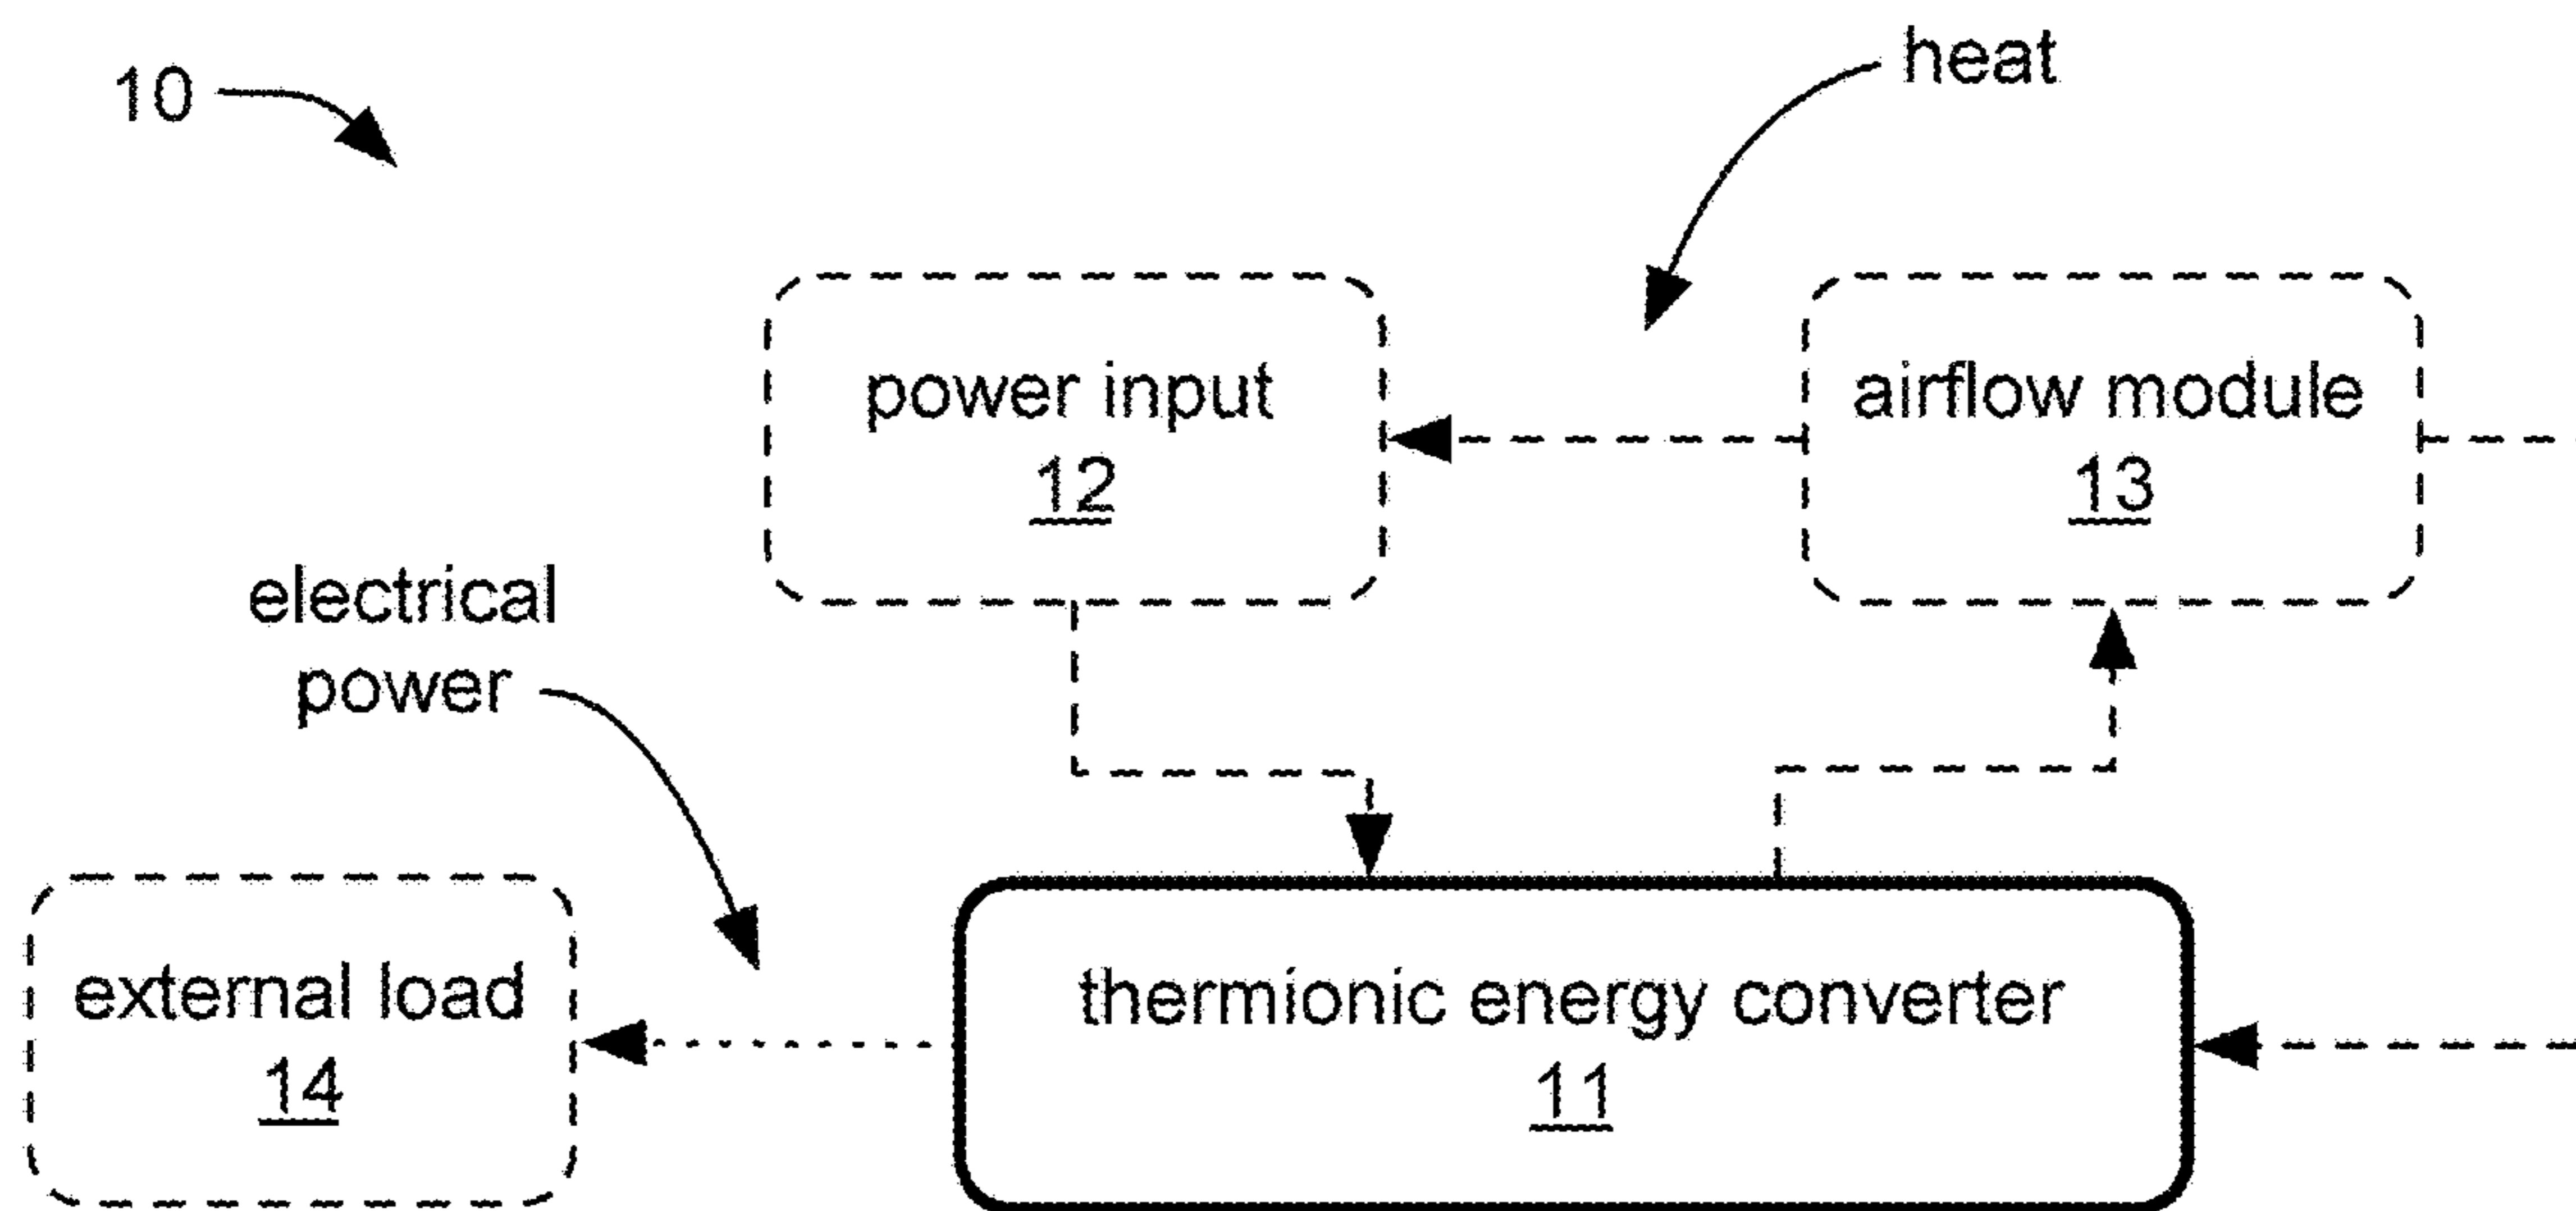 10
heat
power input
12
airflow module
13
electrical
power
external load
14
thermionic energy converter
11